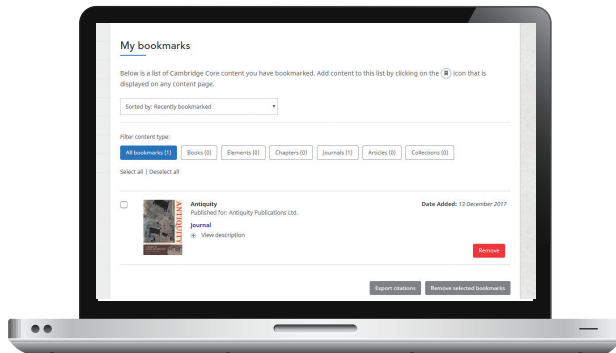 My bookmarks
Below is a list of Cambridge Core content you have bookmarked. Add content to this list by clicking on the icon that is
displayed on any content page.
Sorted by: Recently bookmarked
Filter content type:
All bookmarks (1) Books (0) Elements (0) Chapters (0) Journals (1) Articles (0) Collections (0)
Select all | Deselect all
ANTIQUITY
Antiquity
Date Added: 13 December 2017
Published for: Antiquity Publications Ltd.
Journal
View description
Remove
Export citations Remove selected bookmarks